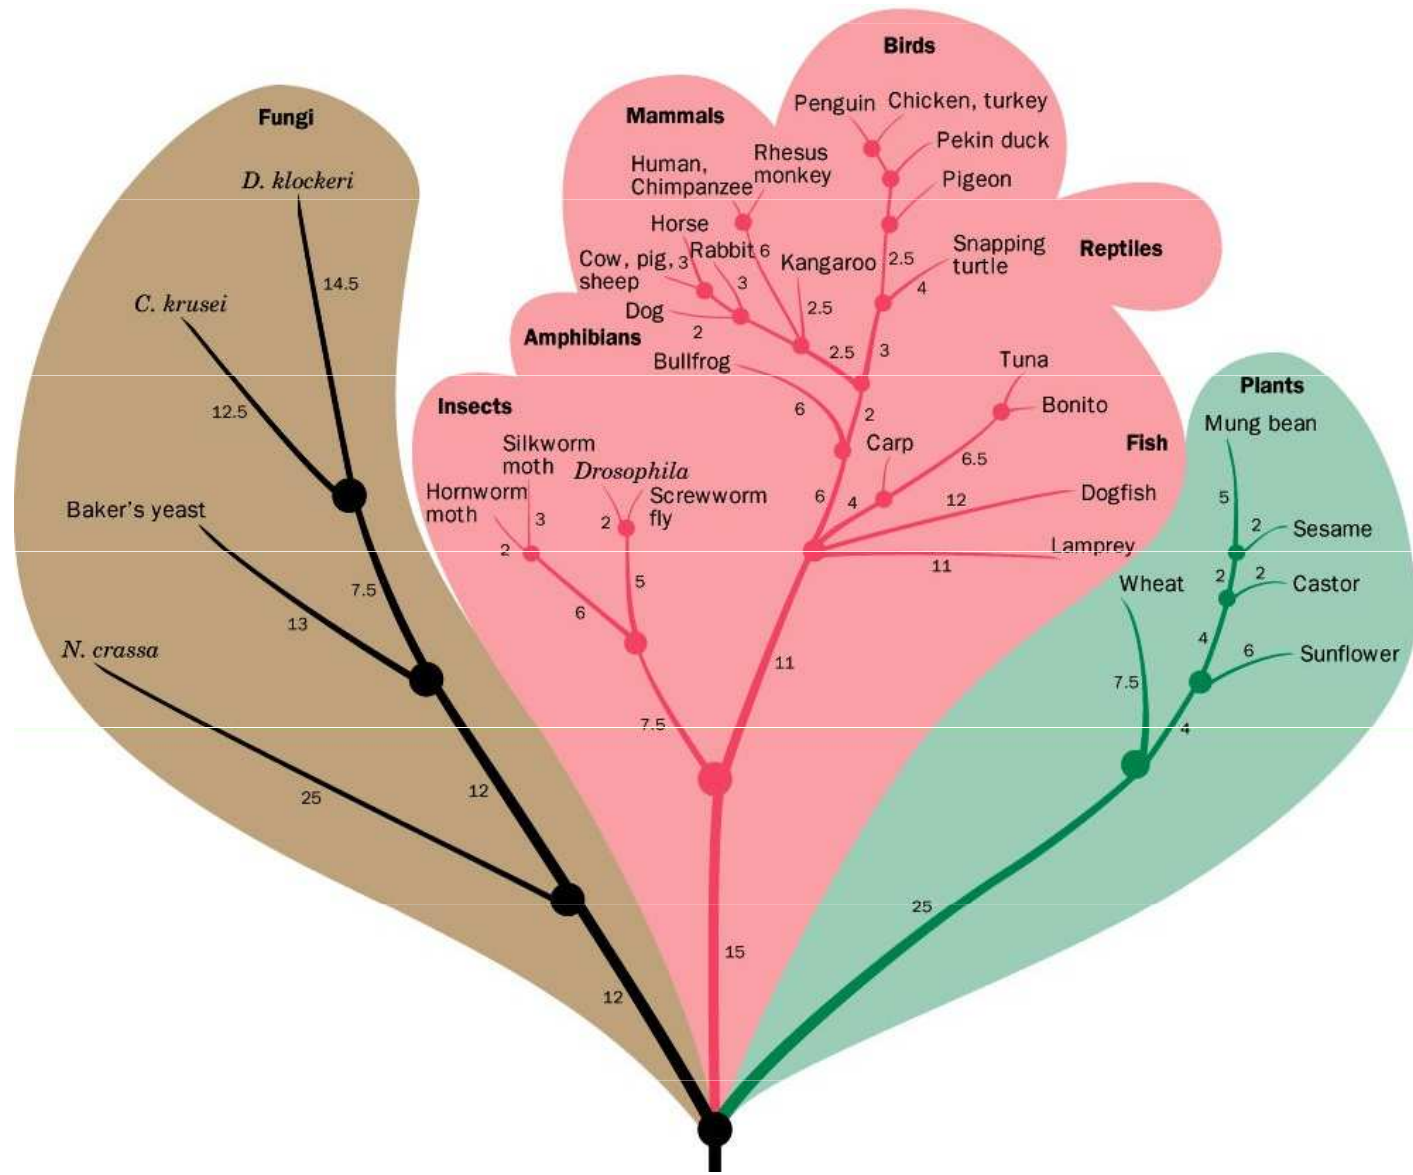 Birds
Penguin
Chicken, turkey
Pekin duck
Pigeon
2.5
Mammals
Human,
Chimpanzee
Rhesus
monkey
6
Horse
3
Rabbit
3
Cow, pig,
sheep
Dog
2
Kangaroo
2.5
2.5
Reptiles
Snapping
turtle
4
3
2
Amphibians
Bullfrog
6
6
Fish
Tuna
Bonito
6.5
Carp
4
Dogfish
12
Lamprey
11
Insects
Silkworm
moth
3
Hornworm
moth
2
6
Drosophila
2
Screwworm
fly
5
7.5
11
15
Fungi
D. klockeri
14.5
C. krusei
12.5
7.5
Baker's yeast
13
12
N. crassa
25
12
Plants
Mung bean
5
2
Sesame
2
2
Castor
4
6
Sunflower
Wheat
7.5
4
25